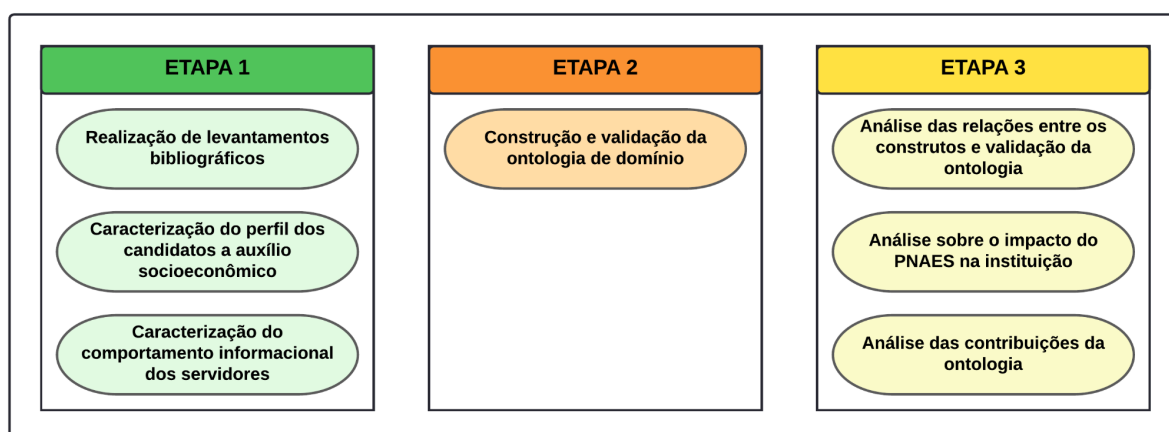 ETAPA 1
Realização de levantamentos
bibliográficos
Caracterização do perfil dos
candidatos a auxílio
socioeconômico
Caracterização do
comportamento informacional
dos servidores
ETAPA 2
Construção e validação da
ontologia de domínio
ETAPA 3
Análise das relações entre os
construtos e validação da
ontologia
Análise sobre o impacto do
PNAES na instituição
Análise das contribuições da
ontologia